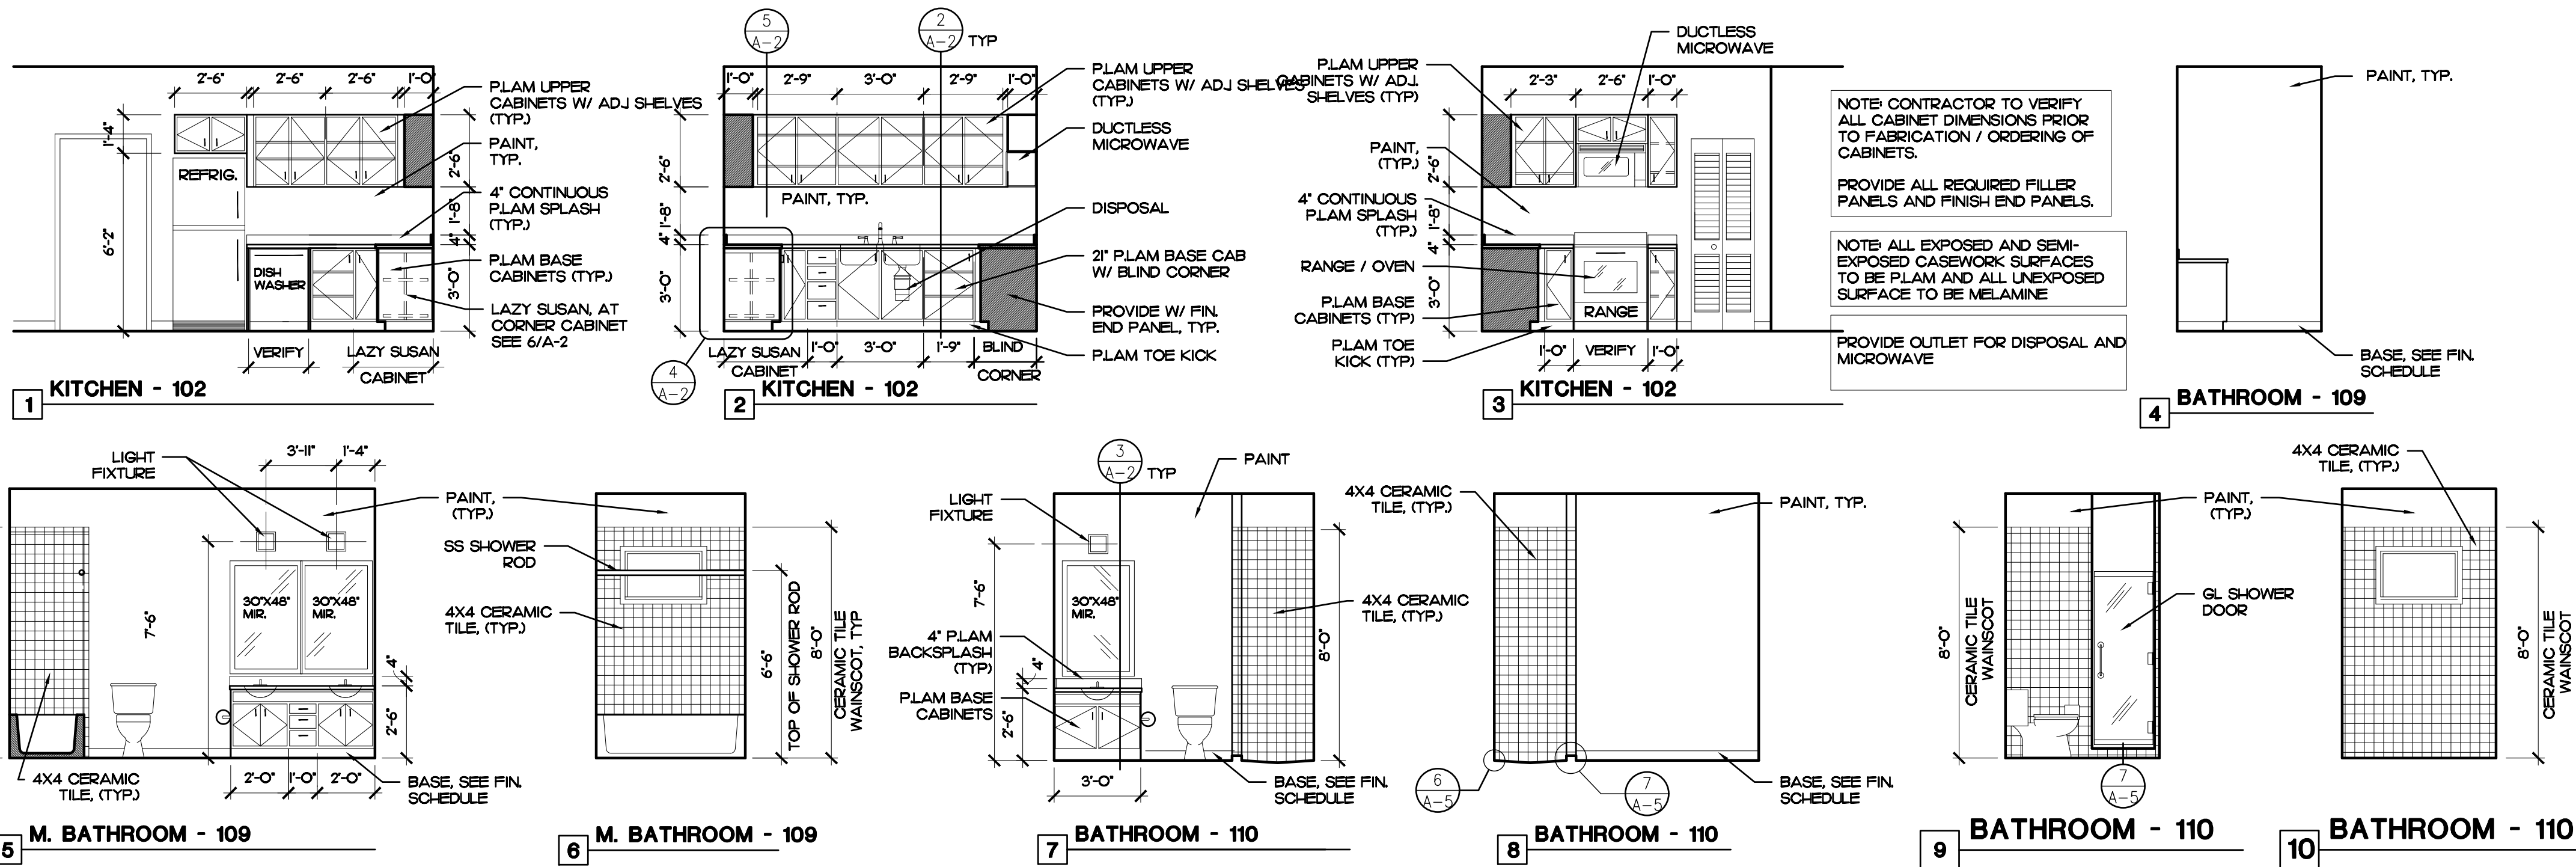 2'-6"
2'-6"
2'-6"
1'-0"
1'-4"
6'-2"
REFRIG.
DISH
WASHER
2'-6"
1'-8"
4"
3'-0"
VERIFY
LAZY SUSAN
CABINET
P.LAM UPPER
CABINETS W/ ADJ SHELVES
(TYP.)
PAINT,
TYP.
4" CONTINUOUS
P.LAM SPLASH
(TYP.)
P.LAM BASE
CABINETS (TYP.)
LAZY SUSAN, AT
CORNER CABINET
SEE 6/A-2
1
KITCHEN - 102
5
A-2
2
A-2
TYP
1'-0"
2'-9"
3'-0"
2'-9"
1'-0"
2'-6"
1'-8"
4"
3'-0"
PAINT, TYP.
LAZY SUSAN
CABINET
1'-0"
3'-0"
1'-9"
BLIND
CORNER
4
A-2
P.LAM UPPER
CABINETS W/ ADJ SHELVES
(TYP.)
DUCTLESS
MICROWAVE
DISPOSAL
21" P.LAM BASE CAB
W/ BLIND CORNER
PROVIDE W/ FIN.
END PANEL, TYP.
P.LAM TOE KICK
2
KITCHEN - 102
DUCTLESS
MICROWAVE
P.LAM UPPER
CABINETS W/ ADJ.
SHELVES (TYP)
2'-3"
2'-6"
1'-0"
PAINT,
(TYP.)
4" CONTINUOUS
P.LAM SPLASH
(TYP.)
RANGE / OVEN
P.LAM BASE
CABINETS (TYP)
P.LAM TOE
KICK (TYP)
2'-6"
1'-8"
4"
3'-0"
RANGE
1'-0"
VERIFY
1'-0"
3
KITCHEN - 102
NOTE: CONTRACTOR TO VERIFY
ALL CABINET DIMENSIONS PRIOR
TO FABRICATION / ORDERING OF
CABINETS.
PROVIDE ALL REQUIRED FILLER
PANELS AND FINISH END PANELS.
NOTE: ALL EXPOSED AND SEMI-
EXPOSED CASEWORK SURFACES
TO BE P.LAM AND ALL UNEXPOSED
SURFACE TO BE MELAMINE
PROVIDE OUTLET FOR DISPOSAL AND
MICROWAVE
PAINT, TYP.
BASE, SEE FIN.
SCHEDULE
4
BATHROOM - 109
LIGHT
FIXTURE
3'-11"
1'-4"
PAINT,
(TYP.)
7'-6"
30"X48"
MIR.
30"X48"
MIR.
4"
2'-6"
4X4 CERAMIC
TILE, (TYP.)
2'-0"
1'-0"
2'-0"
BASE, SEE FIN.
SCHEDULE
5
M. BATHROOM - 109
SS SHOWER
ROD
4X4 CERAMIC
TILE, (TYP.)
6'-6"
TOP OF SHOWER ROD
8'-0"
CERAMIC TILE
WAINSCOT, TYP
6
M. BATHROOM - 109
3
A-2
TYP
PAINT
LIGHT
FIXTURE
7'-6"
30"X48"
MIR.
4" P.LAM
BACKSPLASH
(TYP)
4"
P.LAM BASE
CABINETS
2'-6"
3'-0"
8'-0"
4X4 CERAMIC
TILE, (TYP.)
BASE, SEE FIN.
SCHEDULE
7
BATHROOM - 110
4X4 CERAMIC
TILE, (TYP.)
PAINT, TYP.
6
A-5
7
A-5
BASE, SEE FIN.
SCHEDULE
8
BATHROOM - 110
8'-0"
CERAMIC TILE
WAINSCOT
PAINT,
(TYP.)
GL SHOWER
DOOR
7
A-5
9
BATHROOM - 110
4X4 CERAMIC
TILE, (TYP.)
8'-0"
CERAMIC TILE
WAINSCOT
10
BATHROOM - 110